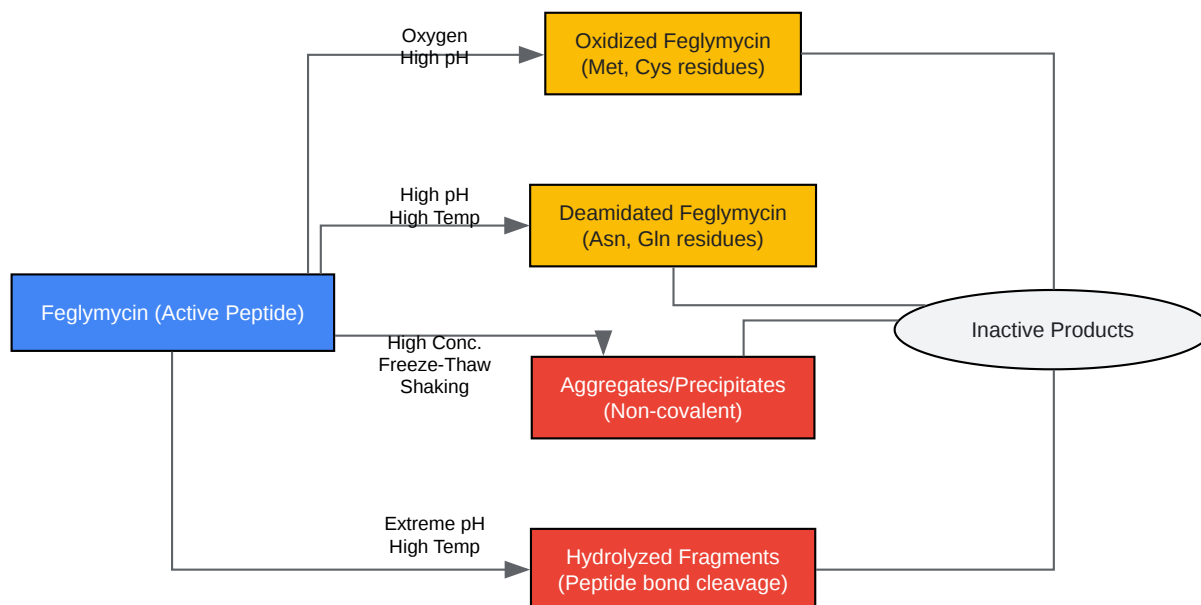 Oxygen
High pH
Oxidized Feglymycin
(Met, Cys residues)
High pH
High Temp
Deamidated Feglymycin
(Asn, Gln residues)
Feglymycin (Active Peptide)
High Conc.
Freeze-Thaw
Shaking
Aggregates/Precipitates
(Non-covalent)
Inactive Products
Extreme pH
High Temp
Hydrolyzed Fragments
(Peptide bond cleavage)